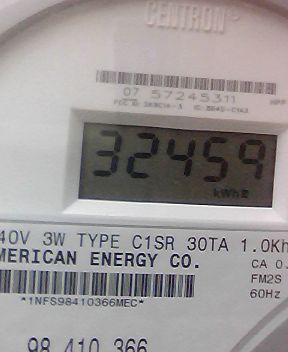 CENTRON
07 57245311
32459
kWh
40V 3W TYPE C1SR 30TA 1.0Kh
MERICAN ENERGY CO.
CA 0.
FM2S
60Hz
*1NFS98410366MEC*
98 410 366